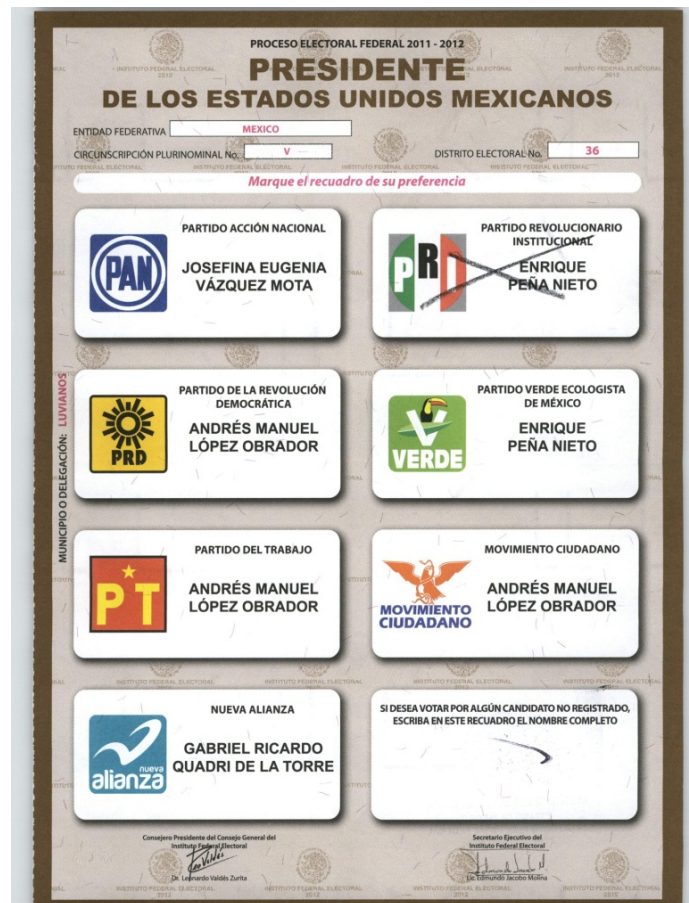 PROCESO ELECTORAL FEDERAL 2011 - 2012
PRESIDENTE
DE LOS ESTADOS UNIDOS MEXICANOS
ENTIDAD FEDERATIVA MEXICO
CIRCUNSCRIPCIÓN PLURINOMINAL No. V DISTRITO ELECTORAL No. 36
Marque el recuadro de su preferencia
MUNICIPIO O DELEGACIÓN: LUVIANOS
PAN
PARTIDO ACCIÓN NACIONAL
JOSEFINA EUGENIA
VÁZQUEZ MOTA
PRI
PARTIDO REVOLUCIONARIO
INSTITUCIONAL
ENRIQUE
PEÑA NIETO
PRD
PARTIDO DE LA REVOLUCIÓN
DEMOCRÁTICA
ANDRÉS MANUEL
LÓPEZ OBRADOR
VERDE
PARTIDO VERDE ECOLOGISTA
DE MÉXICO
ENRIQUE
PEÑA NIETO
PT
PARTIDO DEL TRABAJO
ANDRÉS MANUEL
LÓPEZ OBRADOR
MOVIMIENTO
CIUDADANO
MOVIMIENTO CIUDADANO
ANDRÉS MANUEL
LÓPEZ OBRADOR
nueva
alianza
NUEVA ALIANZA
GABRIEL RICARDO
QUADRI DE LA TORRE
SI DESEA VOTAR POR ALGÚN CANDIDATO NO REGISTRADO,
ESCRIBA EN ESTE RECUADRO EL NOMBRE COMPLETO
Consejero Presidente del Consejo General del
Instituto Federal Electoral
Dr. Leonardo Valdés Zurita
Secretario Ejecutivo del
Instituto Federal Electoral
Lic Edmundo Jacobo Molina
INSTITUTO FEDERAL ELECTORAL
2012